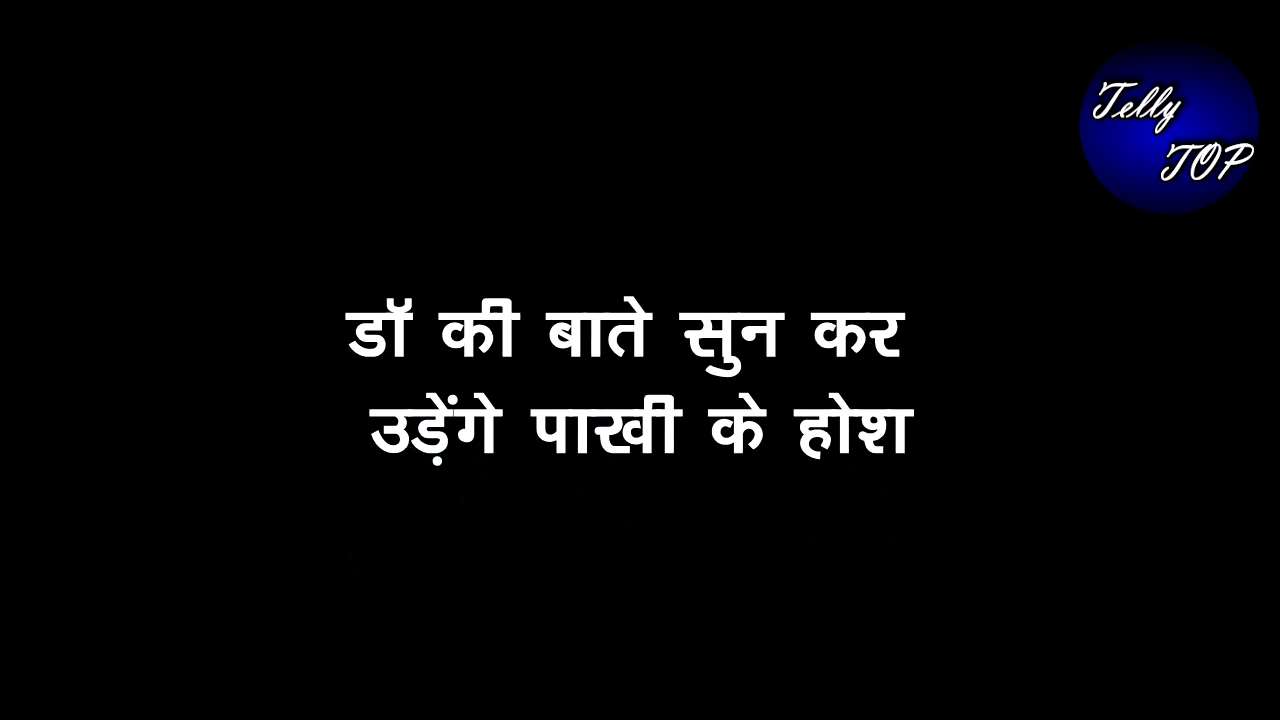 Telly
TOP
डॉ की बाते सुन कर
उड़ेंगे पाखी के होश